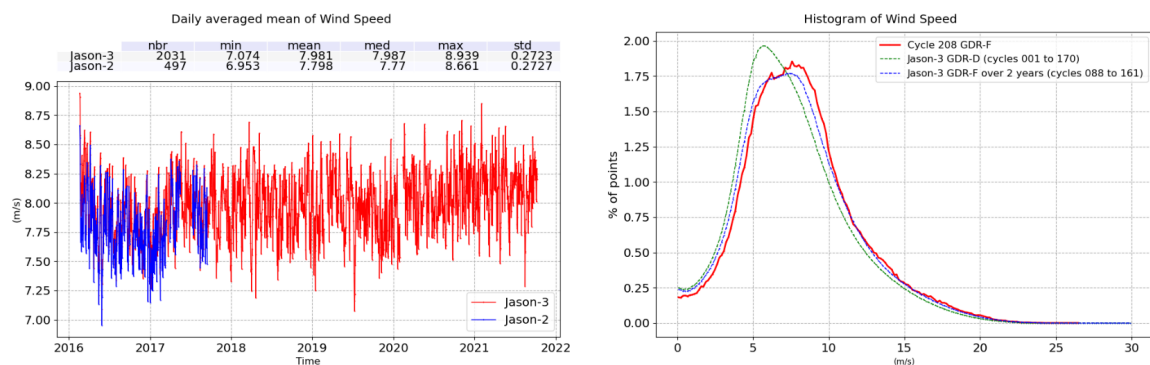 Daily averaged mean of Wind Speed
nbr min mean med max std
Jason-3 2031 7.074 7.981 7.987 8.939 0.2723
Jason-2 497 6.953 7.798 7.77 8.661 0.2727
9.00
8.75
8.50
8.25
8.00
7.75
7.50
7.25
7.00
(m/s)
Jason-3
Jason-2
2016 2017 2018 2019 2020 2021 2022
Time
Histogram of Wind Speed
2.00
1.75
1.50
1.25
1.00
0.75
0.50
0.25
0.00
% of points
Cycle 208 GDR-F
Jason-3 GDR-D (cycles 001 to 170)
Jason-3 GDR-F over 2 years (cycles 088 to 161)
0 5 10 15 20 25 30
(m/s)